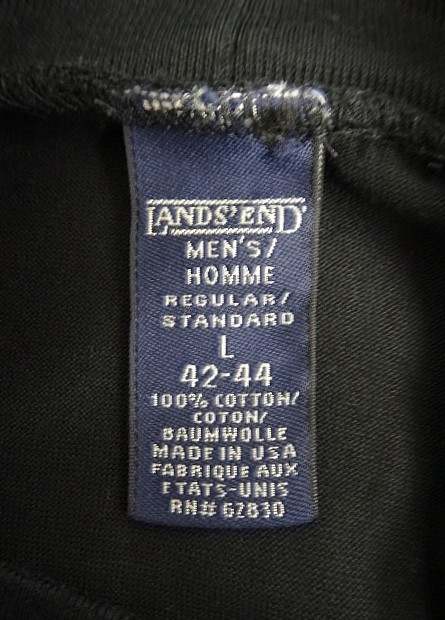 LANDS' END
MEN'S/
HOMME
REGULAR/
STANDARD
L
42-44
100% COTTON/
COTON/
BAUMWOLLE
MADE IN USA
FABRIQUE AUX
ETATS-UNIS
RN# 62830